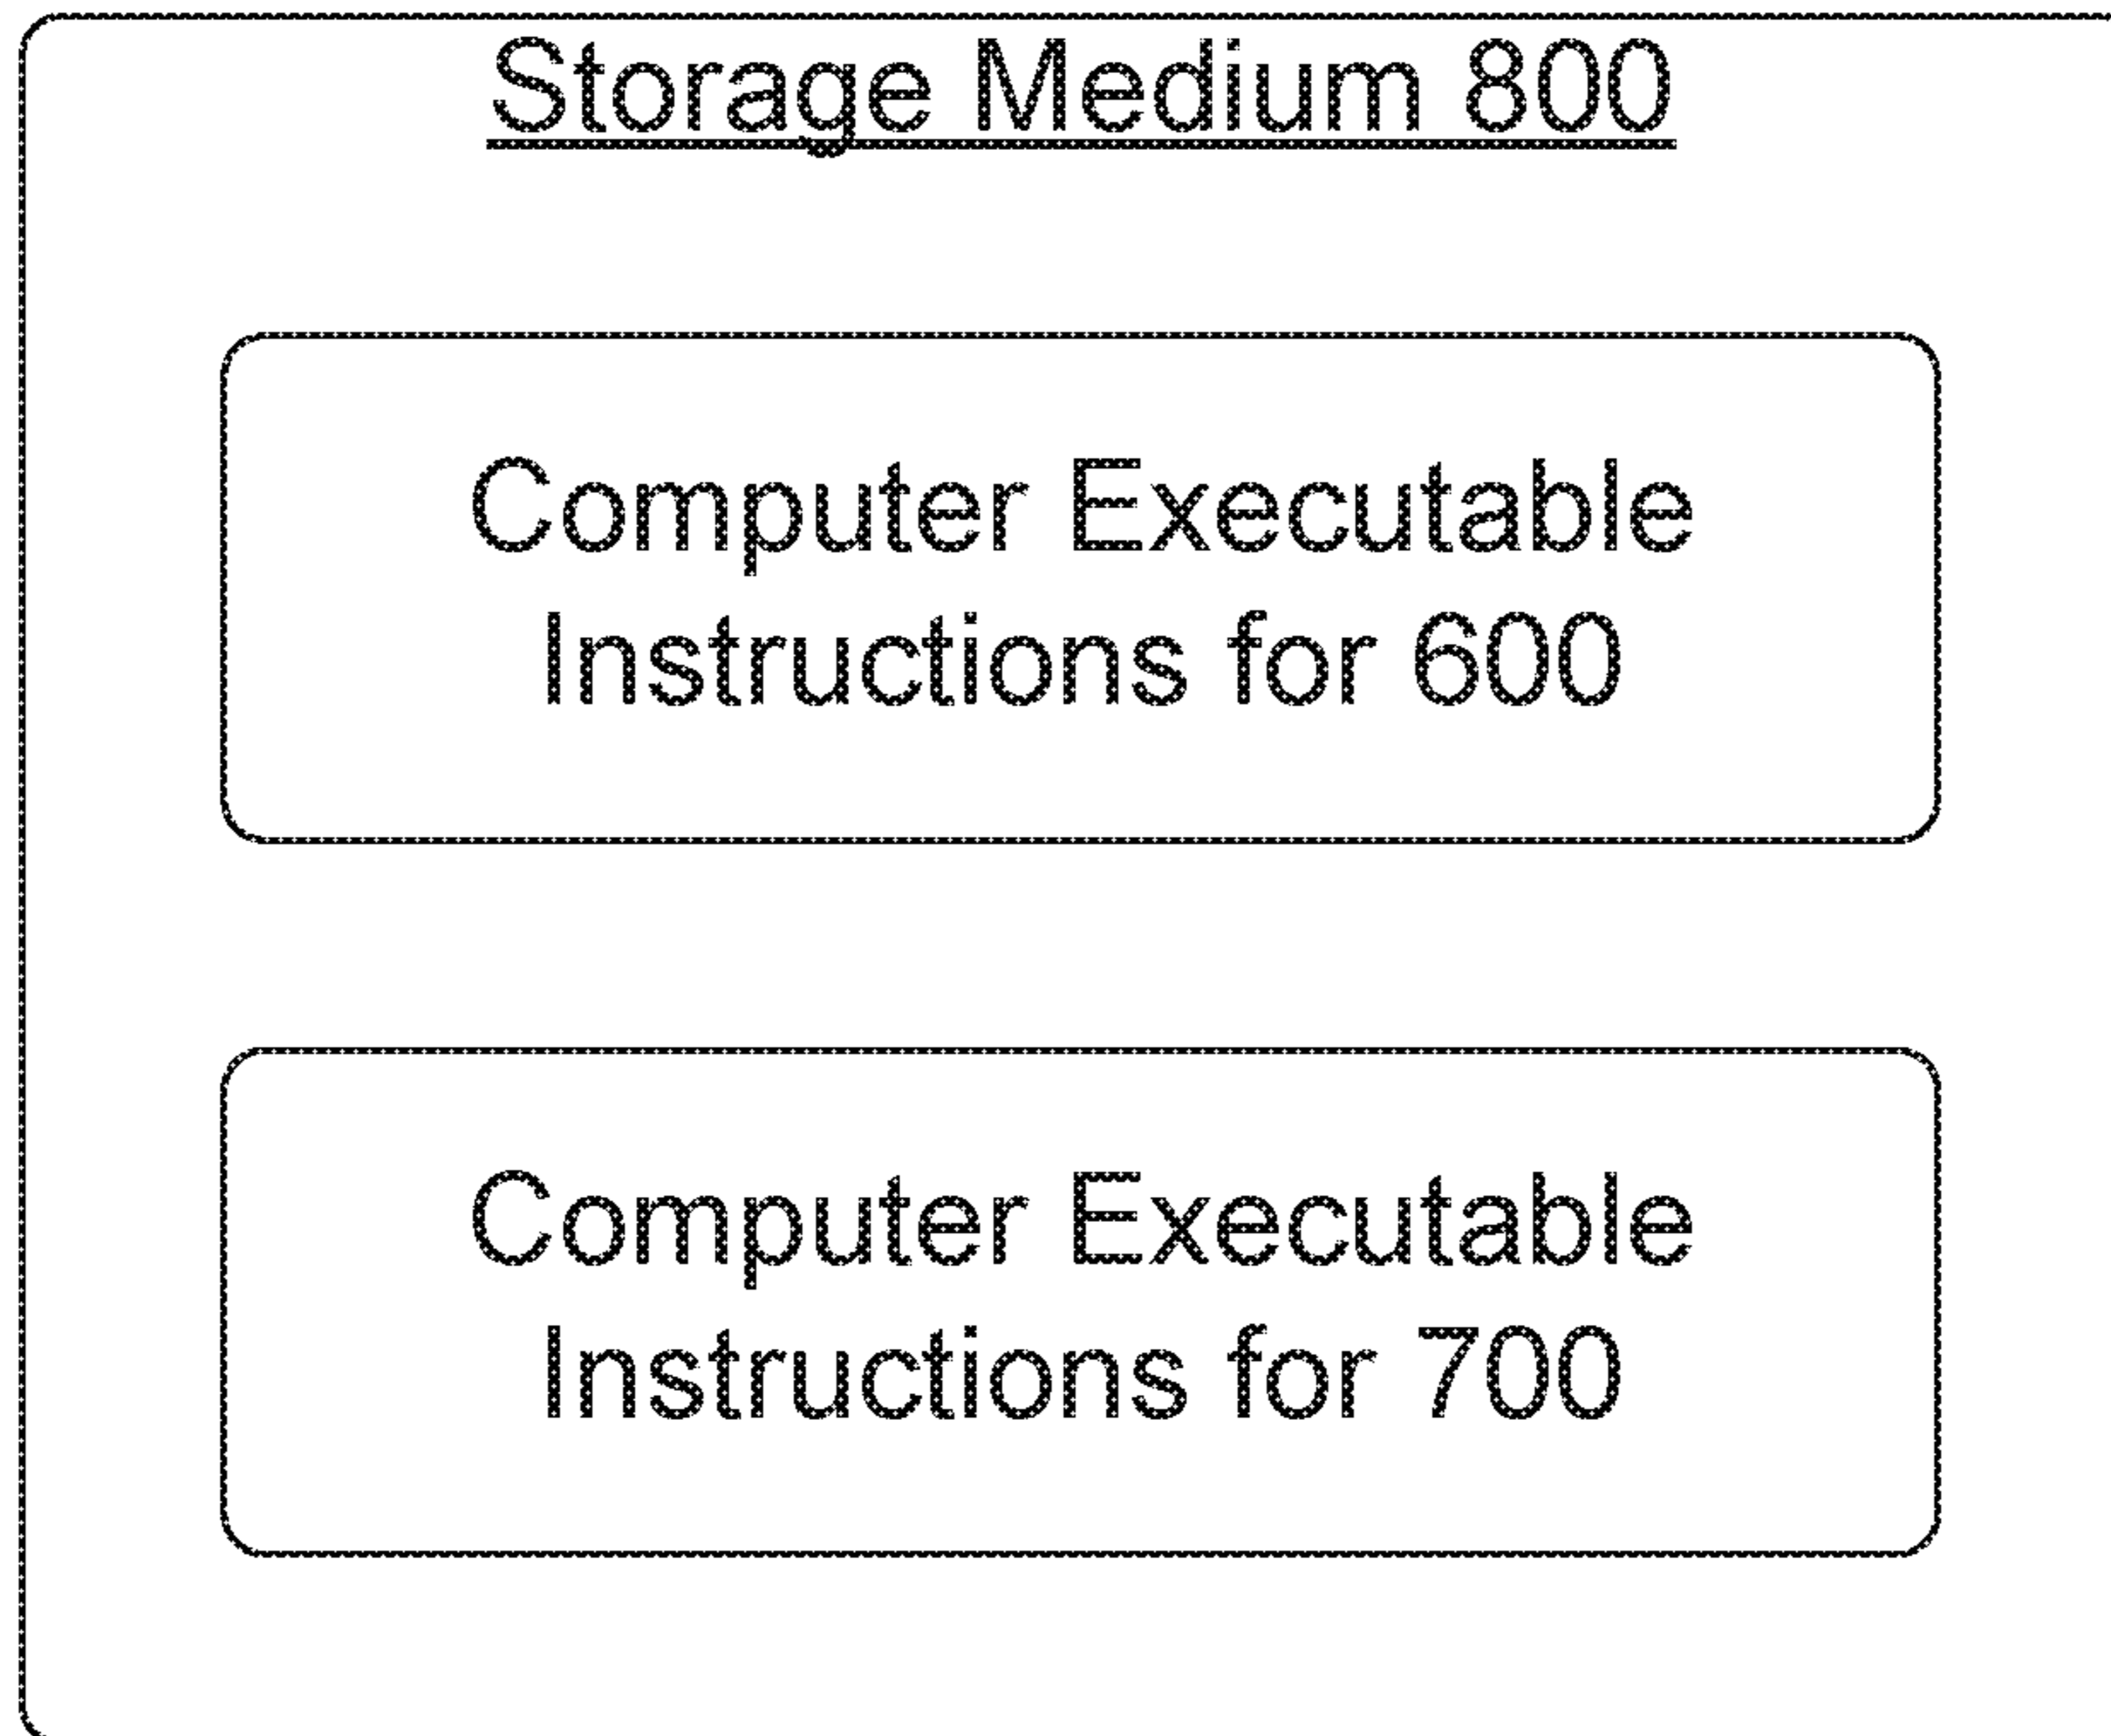 Storage Medium 800
Computer Executable
Instructions for 600
Computer Executable
Instructions for 700